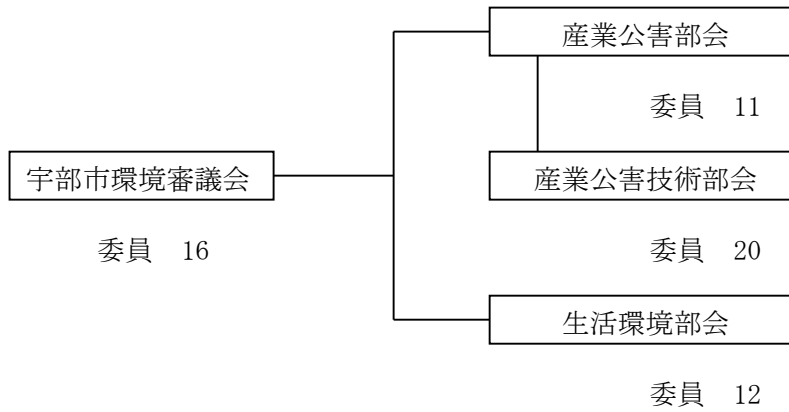 産業公害部会
委員　11
宇部市環境審議会
産業公害技術部会
委員　16
委員　20
生活環境部会
委員　12